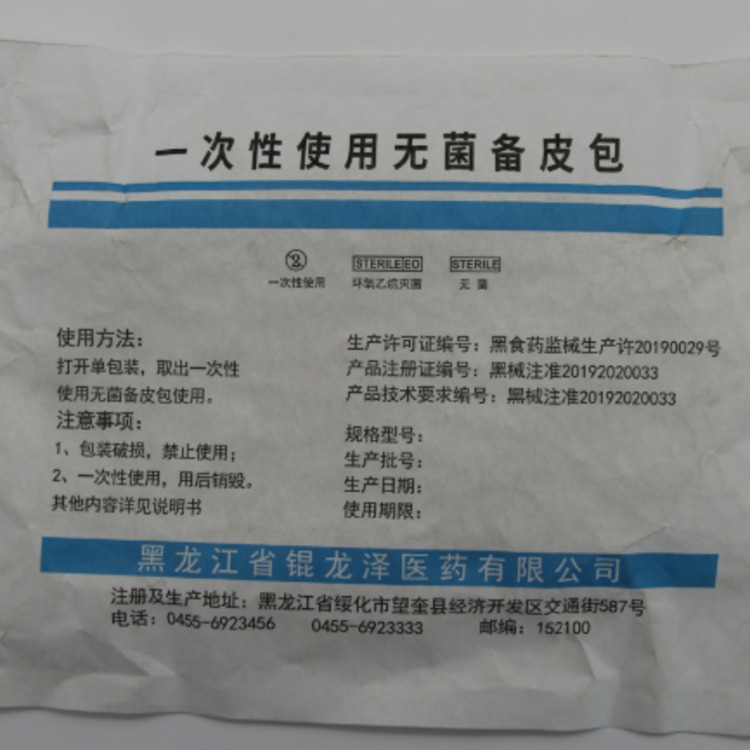 一次性使用无菌备皮包
2
STERILE EO
STERILE
一次性使用
环氧乙烷灭菌
无菌
使用方法：
打开单包装，取出一次性
使用无菌备皮包使用。
注意事项：
1、包装破损，禁止使用；
2、一次性使用，用后销毁。
其他内容详见说明书
生产许可证编号：黑食药监械生产许20190029号
产品注册证编号：黑械注准20192020033
产品技术要求编号：黑械注准20192020033
规格型号：
生产批号：
生产日期：
使用期限：
黑龙江省锟龙泽医药有限公司
注册及生产地址：黑龙江省绥化市望奎县经济开发区交通街587号
电话：0455-6923456 0455-6923333 邮编：152100